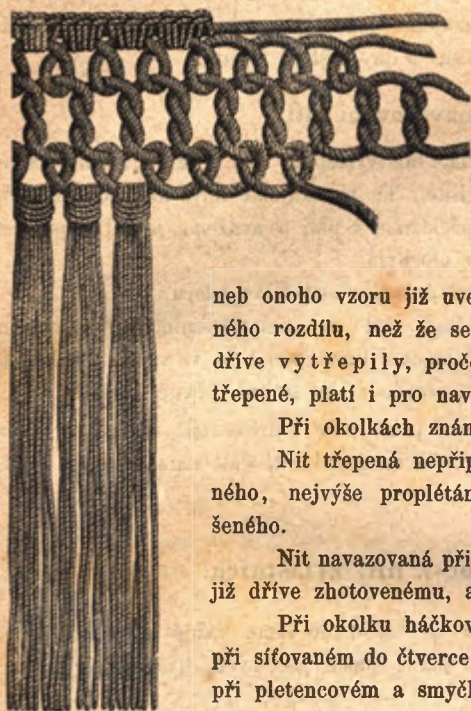 neb onoho vzoru již uve
ného rozdílu, než že se
dříve vytřepily, proč
třepené, platí i pro nav
Při okolkách znám
Nit třepená nepřip
ného, nejvýše proplétán
šeného.
Nit navazovaná při
již dříve zhotovenému, a
Při okolku háčkov
při síťovaném do čtverce
při pletencovém a smyčk